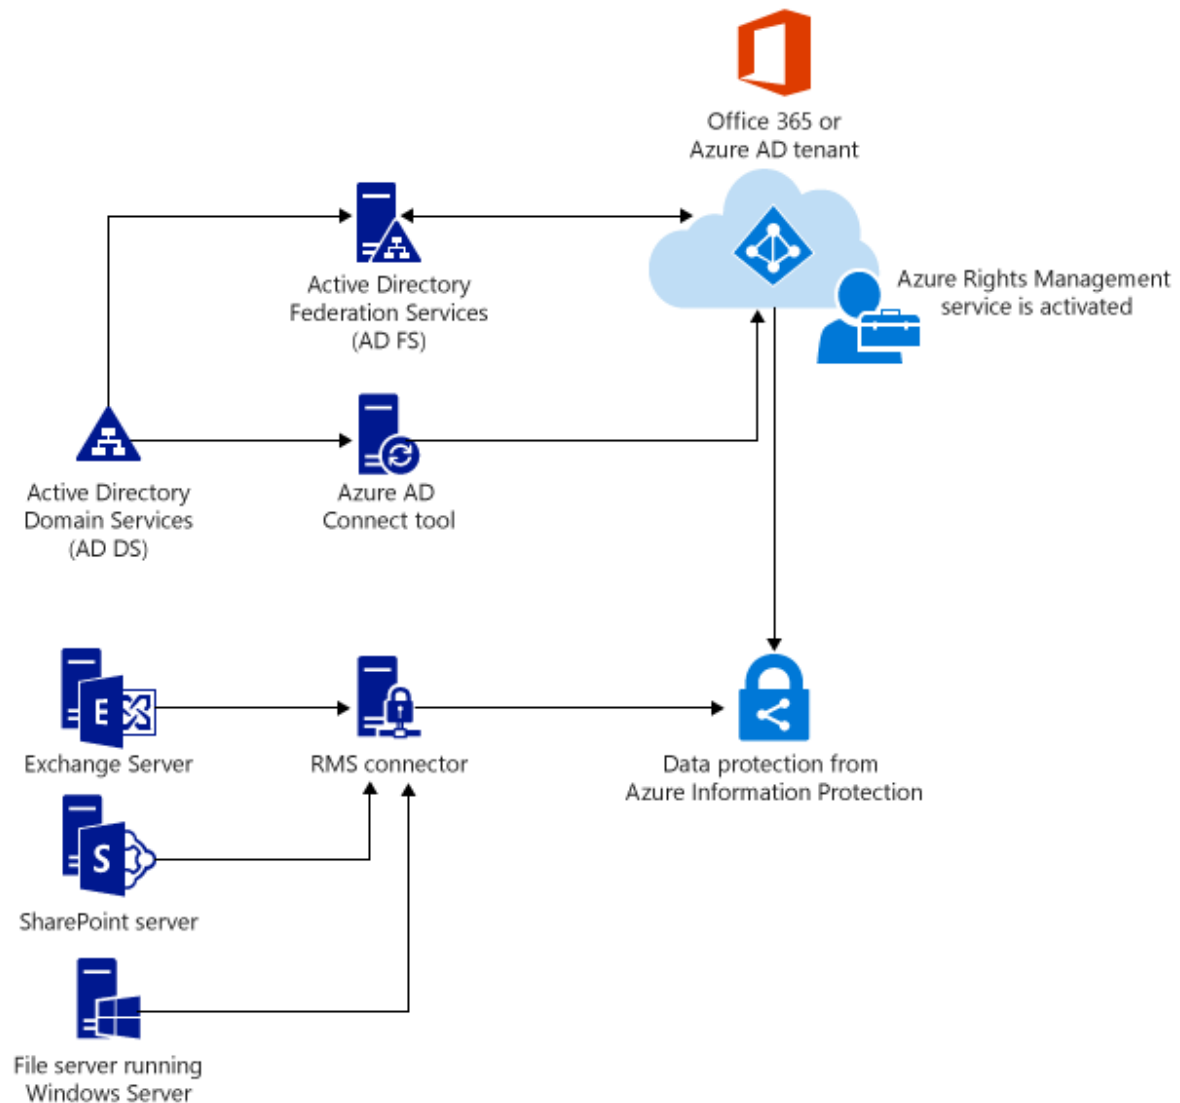 Office 365 or
Azure AD tenant
Active Directory
Federation Services
(AD FS)
Azure Rights Management
service is activated
Active Directory
Domain Services
(AD DS)
Azure AD
Connect tool
E
Exchange Server
RMS connector
Data protection from
Azure Information Protection
S
SharePoint server
File server running
Windows Server